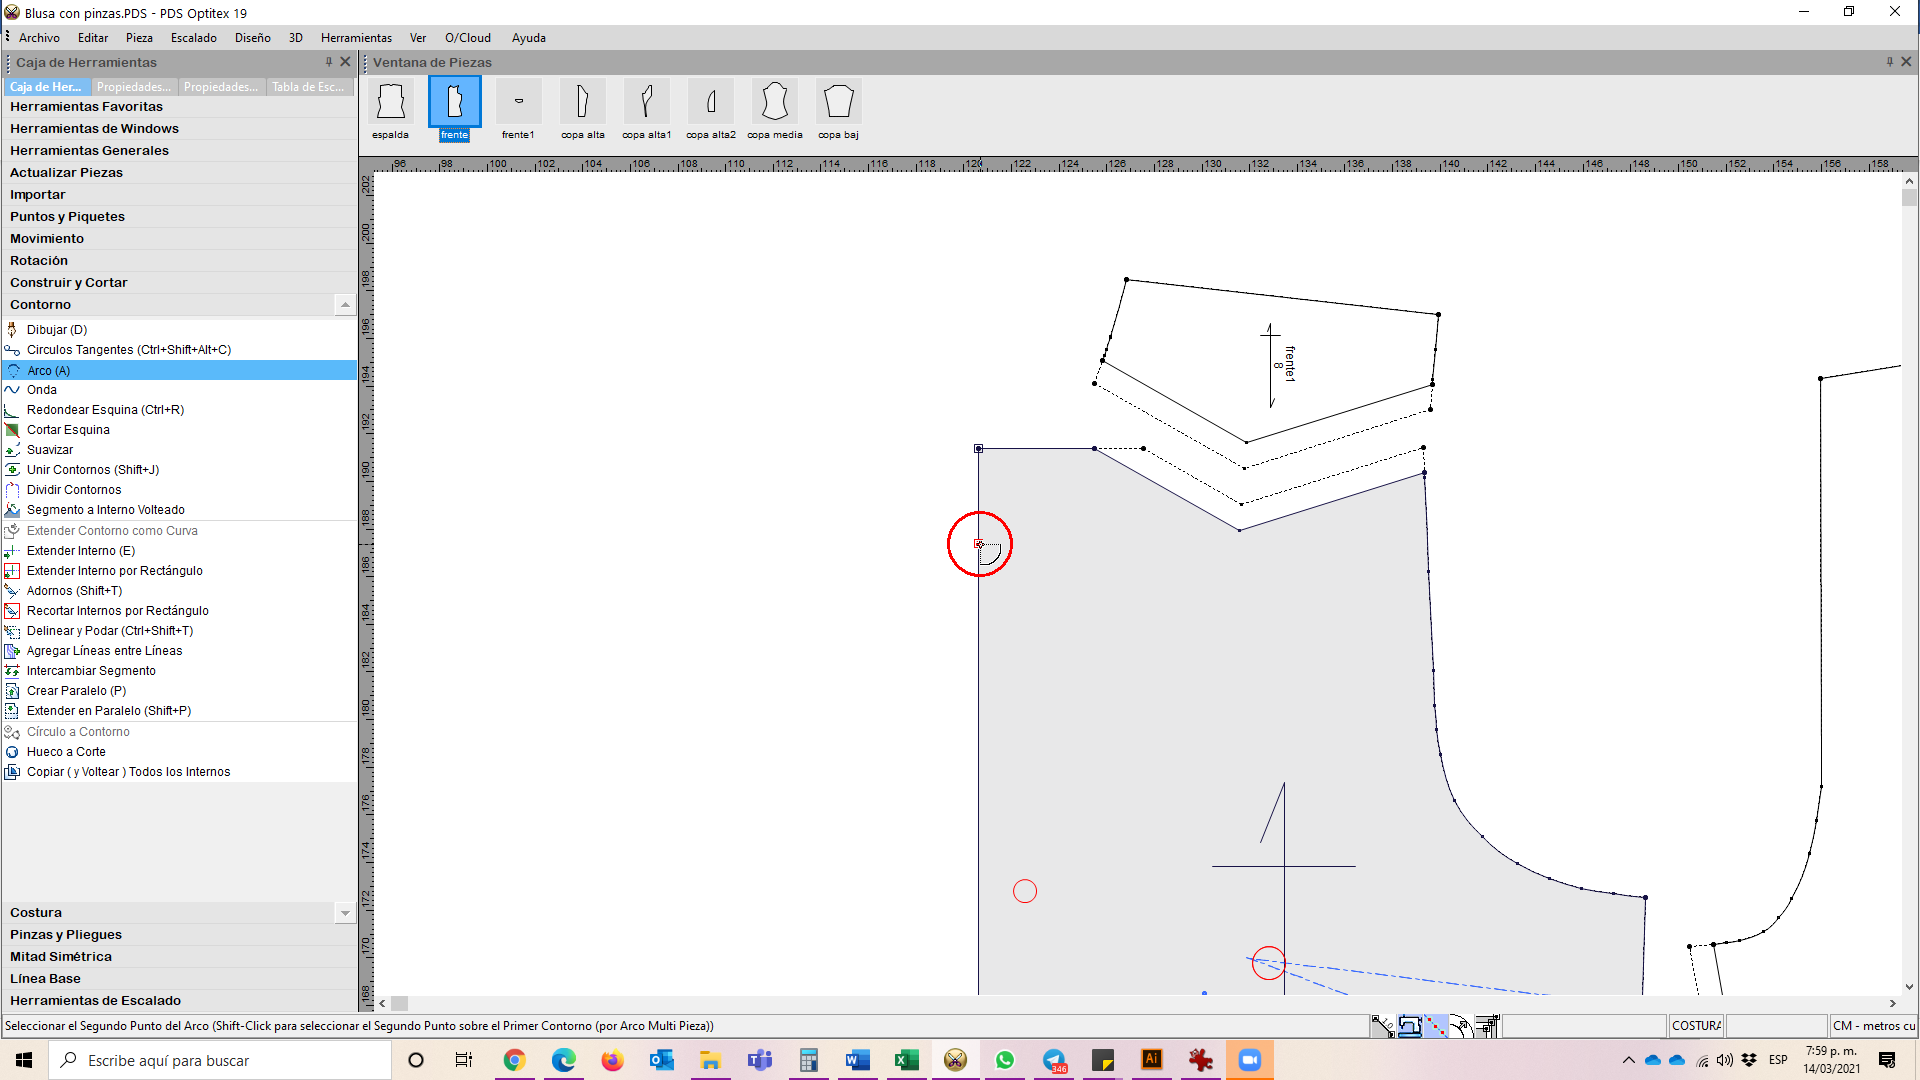 Blusa con pinzas.PDS - PDS Optitex 19
Archivo Editar Pieza Escalado Diseño 3D Herramientas Ver O/Cloud Ayuda
Caja de Herramientas
Ventana de Piezas
Caja de Her... Propiedades... Propiedades... Tabla de Esc...
Herramientas Favoritas
Herramientas de Windows
Herramientas Generales
Actualizar Piezas
Importar
Puntos y Piquetes
Movimiento
Rotación
Construir y Cortar
Contorno
Dibujar (D)
Circulos Tangentes (Ctrl+Shift+Alt+C)
Arco (A)
Onda
Redondear Esquina (Ctrl+R)
Cortar Esquina
Suavizar
Unir Contornos (Shift+J)
Dividir Contornos
Segmento a Interno Volteado
Extender Contorno como Curva
Extender Interno (E)
Extender Interno por Rectángulo
Adornos (Shift+T)
Recortar Internos por Rectángulo
Delinear y Podar (Ctrl+Shift+T)
Agregar Líneas entre Líneas
Intercambiar Segmento
Crear Paralelo (P)
Extender en Paralelo (Shift+P)
Círculo a Contorno
Hueco a Corte
Copiar ( y Voltear ) Todos los Internos
Costura
Pinzas y Pliegues
Mitad Simétrica
Línea Base
Herramientas de Escalado
espalda frente frente1 copa alta copa alta1 copa alta2 copa media copa baj
96 98 100 102 104 106 108 110 112 114 116 118 120 122 124 126 128 130 132 134 136 138 140 142 144 146 148 150 152 154 156 158
202
200
198
196
194
192
190
188
186
184
182
180
178
176
174
172
170
168
frente1
8
Seleccionar el Segundo Punto del Arco (Shift-Click para seleccionar el Segundo Punto sobre el Primer Contorno (por Arco Multi Pieza))
COSTURA
CM - metros cu
Escribe aquí para buscar
346
Ai
ESP
7:59 p. m.
14/03/2021